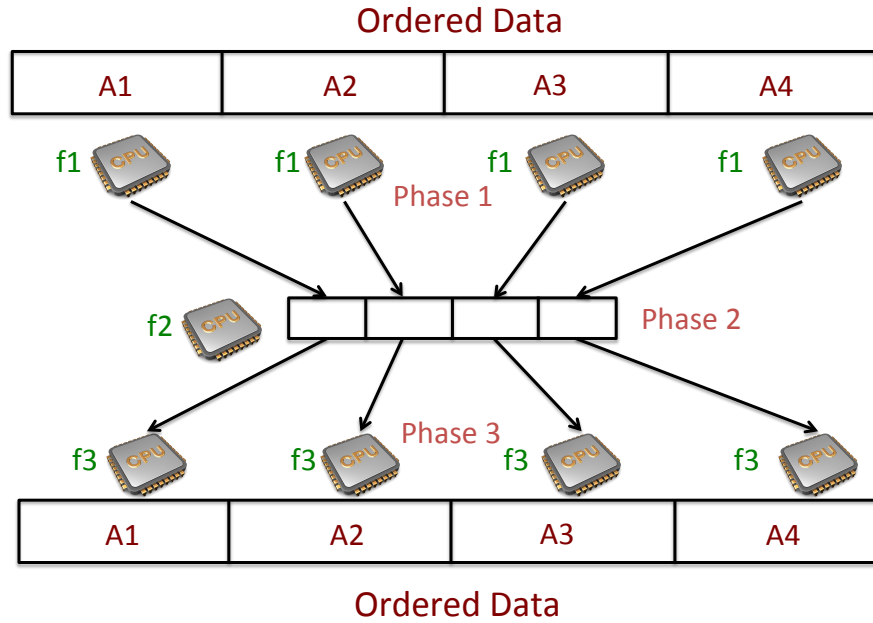 Ordered Data
A1 A2 A3 A4
f1 CPU f1 CPU f1 CPU f1 CPU
Phase 1
f2 CPU Phase 2
Phase 3
f3 CPU f3 CPU f3 CPU f3 CPU
A1 A2 A3 A4
Ordered Data